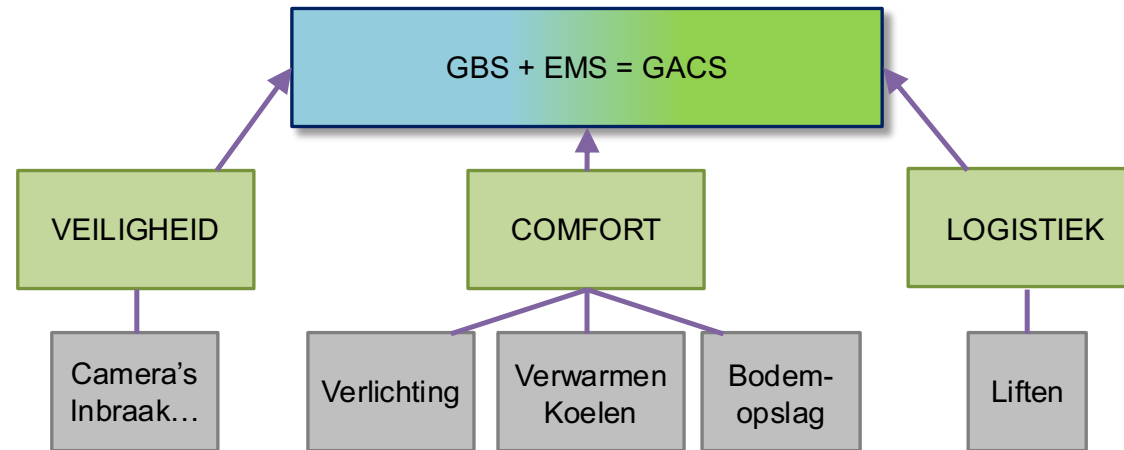 GBS + EMS = GACS
VEILIGHEID
COMFORT
LOGISTIEK
Camera’s
Inbraak…
Verlichting
Verwarmen
Koelen
Bodem-
opslag
Liften